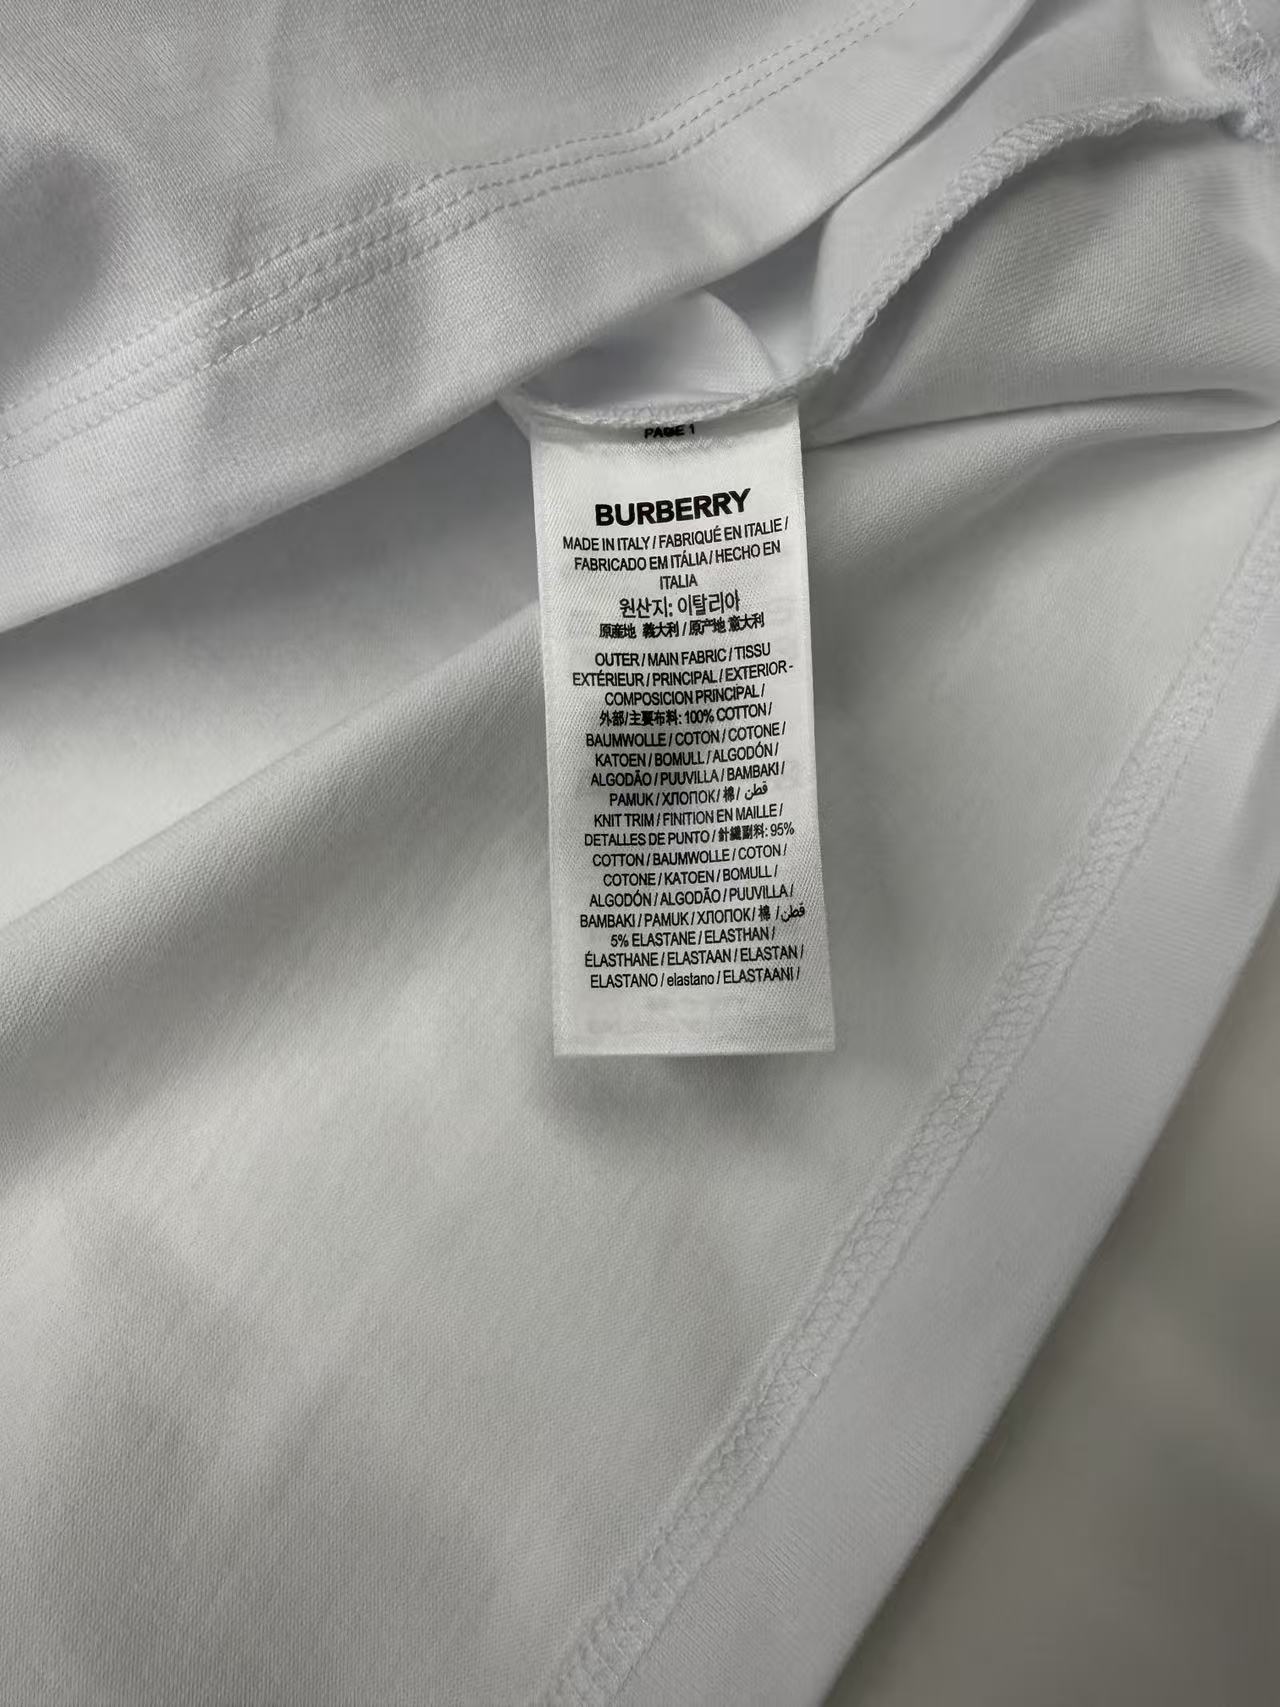 PAGE 1
BURBERRY
MADE IN ITALY / FABRIQUÉ EN ITALIE /
FABRICADO EM ITÁLIA / HECHO EN
ITALIA
원산지: 이탈리아
原産地 義大利 / 原产地 意大利
OUTER / MAIN FABRIC / TISSU
EXTÉRIEUR / PRINCIPAL / EXTERIOR -
COMPOSICION PRINCIPAL /
外部/主要布料: 100% COTTON /
BAUMWOLLE / COTON / COTONE /
KATOEN / BOMULL / ALGODÓN /
ALGODÃO / PUUVILLA / BAMBAKI /
PAMUK / ХЛОПОК / 棉 / قطن
KNIT TRIM / FINITION EN MAILLE /
DETALLES DE PUNTO / 針織副料: 95%
COTTON / BAUMWOLLE / COTON /
COTONE / KATOEN / BOMULL /
ALGODÓN / ALGODÃO / PUUVILLA /
BAMBAKI / PAMUK / ХЛОПОК / 棉 / قطن
5% ELASTANE / ELASTHAN /
ÉLASTHANE / ELASTAAN / ELASTAN /
ELASTANO / elastano / ELASTAANI /